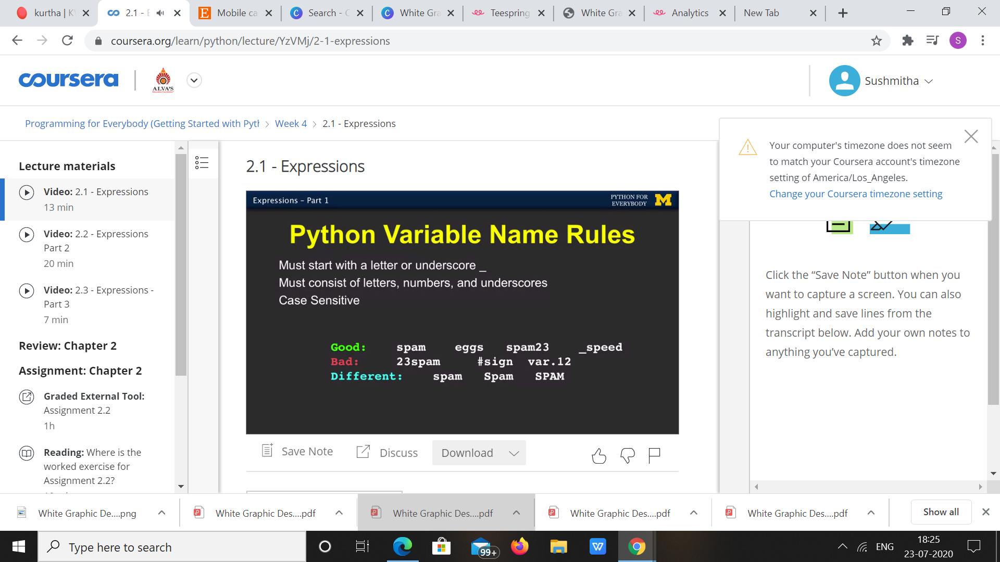 kurtha | K
2.1 - E
Mobile ca
Search - C
White Gra
Teespring
White Gra
Analytics
New Tab
coursera.org/learn/python/lecture/YzVMj/2-1-expressions
S
coursera
ALVA'S
Education Foundation
Sushmitha
Programming for Everybody (Getting Started with Pyth
Week 4
2.1 - Expressions
Your computer's timezone does not seem
to match your Coursera account's timezone
setting of America/Los_Angeles.
Change your Coursera timezone setting
Lecture materials
Video: 2.1 - Expressions
13 min
Video: 2.2 - Expressions
Part 2
20 min
Video: 2.3 - Expressions -
Part 3
7 min
Review: Chapter 2
Assignment: Chapter 2
Graded External Tool:
Assignment 2.2
1h
Reading: Where is the
worked exercise for
Assignment 2.2?
2.1 - Expressions
Expressions – Part 1
PYTHON FOR
EVERYBODY
M
Python Variable Name Rules
Must start with a letter or underscore _
Must consist of letters, numbers, and underscores
Case Sensitive
Good: spam eggs spam23 _speed
Bad: 23spam #sign var.12
Different: spam Spam SPAM
Save Note
Discuss
Download
Click the “Save Note” button when you
want to capture a screen. You can also
highlight and save lines from the
transcript below. Add your own notes to
anything you’ve captured.
White Graphic De....png
White Graphic Des....pdf
White Graphic Des....pdf
White Graphic Des....pdf
White Graphic Des....pdf
Show all
Type here to search
99+
W
ENG
18:25
23-07-2020